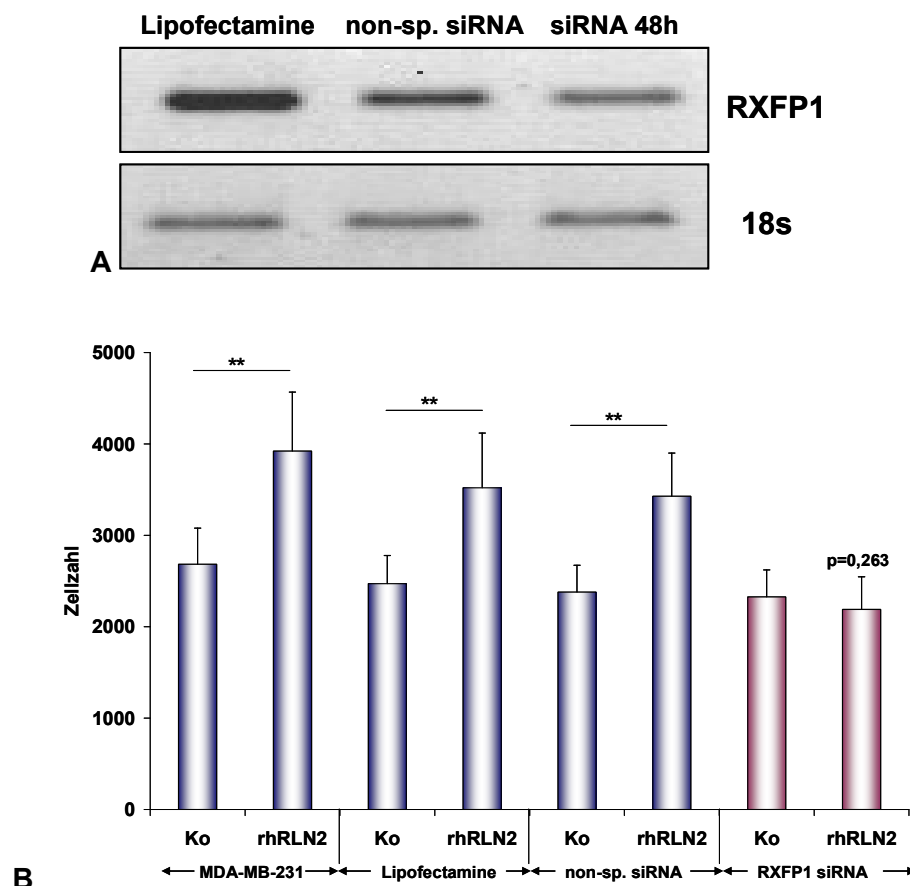 Lipofectamine non-sp. siRNA siRNA 48h
RXFP1
18s
A
5000
4000
3000
2000
1000
0
Zellzahl
**
**
**
p=0,263
Ko rhRLN2 Ko rhRLN2 Ko rhRLN2 Ko rhRLN2
MDA-MB-231 Lipofectamine non-sp. siRNA RXFP1 siRNA
B